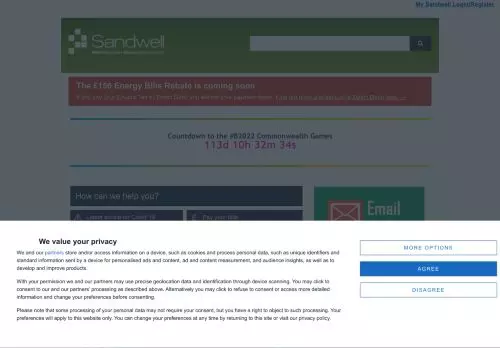 My Sandwell Login/Register
Sandwell
The £150 Energy Bills Rebate is coming soon
Countdown to the #B2022 Commonwealth Games
113d 10h 32m 34s
How can we help you?
Latest advice on Covid-19
Pay your bills
Email
We value your privacy
We and our partners store and/or access information on a device, such as cookies and process personal data, such as unique identifiers and
standard information sent by a device for personalised ads and content, ad and content measurement, and audience insights, as well as to
develop and improve products.
With your permission we and our partners may use precise geolocation data and identification through device scanning. You may click to
consent to our and our partners' processing as described above. Alternatively you may click to refuse to consent or access more detailed
information and change your preferences before consenting.
Please note that some processing of your personal data may not require your consent, but you have a right to object to such processing. Your
preferences will apply to this website only. You can change your preferences at any time by returning to this site or visit our privacy policy.
MORE OPTIONS
AGREE
DISAGREE